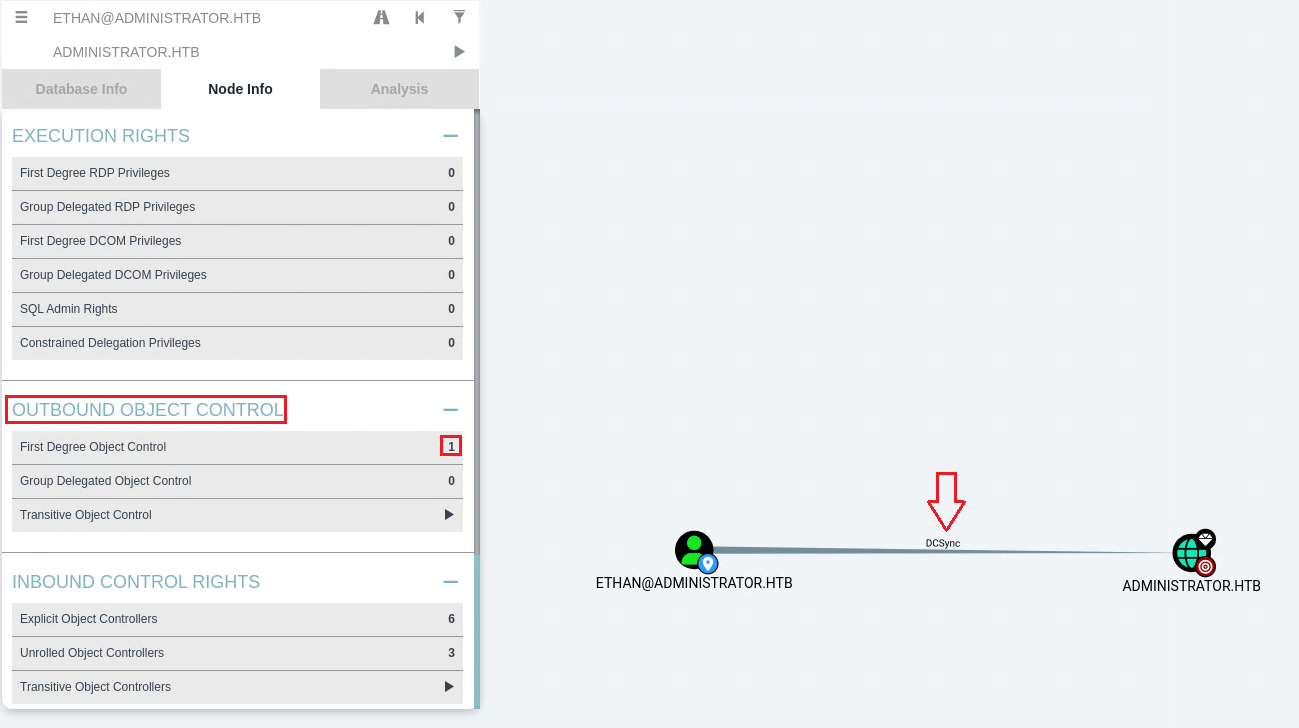 ETHAN@ADMINISTRATOR.HTB
ADMINISTRATOR.HTB
Database Info
Node Info
Analysis
EXECUTION RIGHTS
First Degree RDP Privileges 0
Group Delegated RDP Privileges 0
First Degree DCOM Privileges 0
Group Delegated DCOM Privileges 0
SQL Admin Rights 0
Constrained Delegation Privileges 0
OUTBOUND OBJECT CONTROL
First Degree Object Control 1
Group Delegated Object Control 0
Transitive Object Control
INBOUND CONTROL RIGHTS
Explicit Object Controllers 6
Unrolled Object Controllers 3
Transitive Object Controllers
DCSync
ETHAN@ADMINISTRATOR.HTB
ADMINISTRATOR.HTB